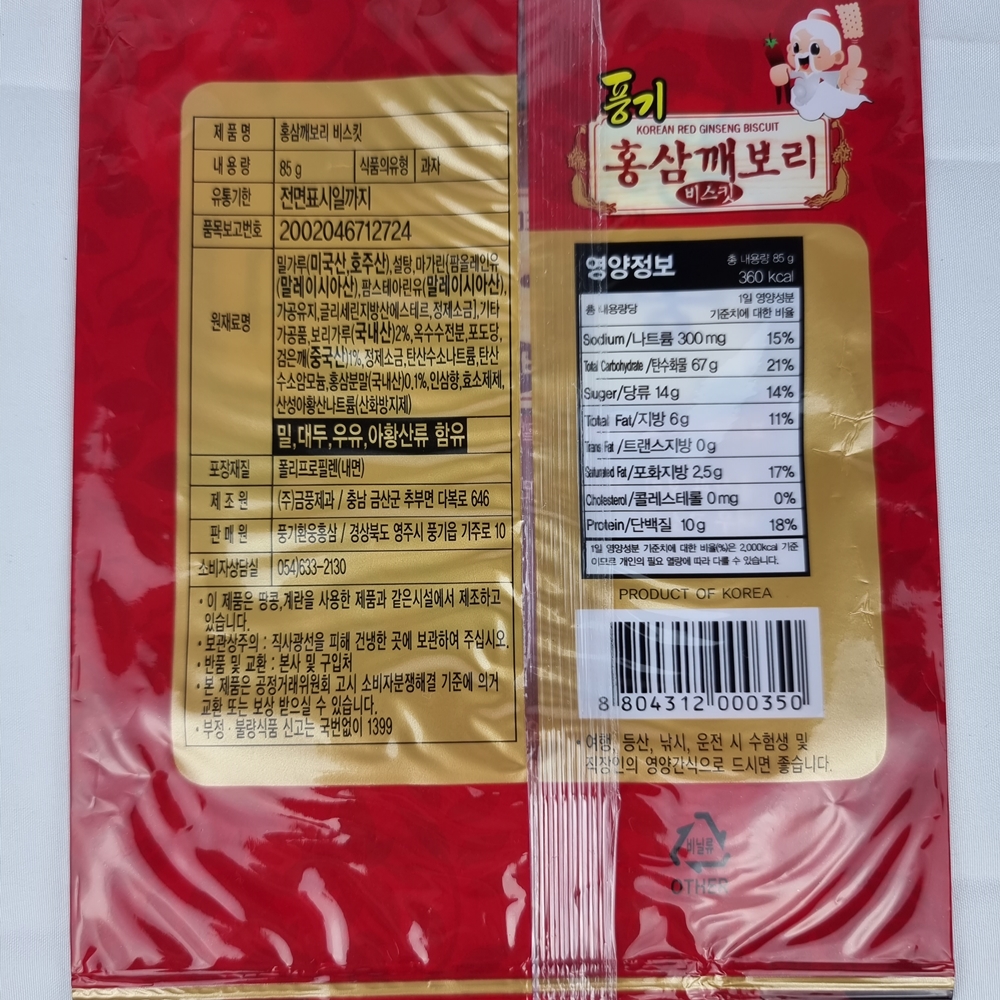 제품명 홍삼깨보리 비스킷
내용량 85 g 식품의유형 과자
유통기한 전면표시일까지
품목보고번호 2002046712724
원재료명
밀가루(미국산,호주산),설탕,마가린[팜올레인유
(말레이시아산),팜스테아린유(말레이시아산),
가공유지,글리세린지방산에스테르,정제소금],기타
가공품,보리가루(국내산)2%,옥수수전분,포도당,
검은깨(중국산)1%,정제소금,탄산수소나트륨,탄산
수소암모늄,홍삼분말(국내산)0.1%,인삼향,효소제제,
산성아황산나트륨(산화방지제)
밀,대두,우유,아황산류 함유
포장재질 폴리프로필렌(내면)
제조원 (주)금풍제과 / 충남 금산군 추부면 다복로 646
판매원 풍기환웅홍삼 / 경상북도 영주시 풍기읍 기주로 10
소비자상담실 054)633-2130
· 이 제품은 땅콩,계란을 사용한 제품과 같은시설에서 제조하고
있습니다.
· 보관상주의 : 직사광선을 피해 건냉한 곳에 보관하여 주십시오.
· 반품 및 교환 : 본사 및 구입처
· 본 제품은 공정거래위원회 고시 소비자분쟁해결 기준에 의거
교환 또는 보상 받으실 수 있습니다.
· 부정 · 불량식품 신고는 국번없이 1399
풍기
KOREAN RED GINSENG BISCUIT
홍삼깨보리
비스킷
영양정보 총 내용량 85 g
360 kcal
총 내용량당 1일 영양성분
기준치에 대한 비율
Sodium/나트륨 300 mg 15%
Total Carbohydrate /탄수화물 67 g 21%
Suger/당류 14 g 14%
Total Fat/지방 6 g 11%
Trans Fat /트랜스지방 0 g
Saturated Fat /포화지방 2.5 g 17%
Cholesterol /콜레스테롤 0 mg 0%
Protein/단백질 10 g 18%
1일 영양성분 기준치에 대한 비율(%)은 2,000kcal 기준
이므로 개인의 필요 열량에 따라 다를 수 있습니다.
PRODUCT OF KOREA
8 804312 000350
· 여행, 등산, 낚시, 운전 시 수험생 및
직장인의 영양간식으로 드시면 좋습니다.
비닐류
OTHER